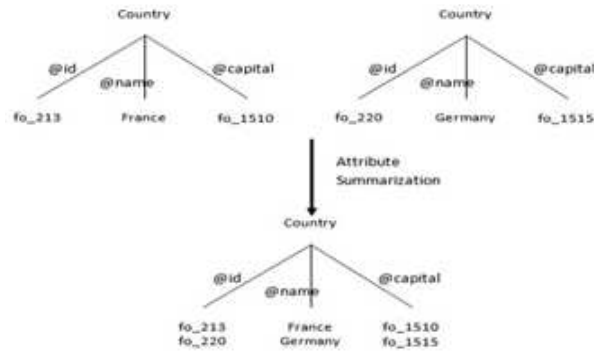 Country Country
@id @capital @id @capital
@name @name
fo_213 France fo_1510 fo_220 Germany fo_1515
Attribute
Summarization
Country
@id @capital
@name
fo_213 France fo_1510
fo_220 Germany fo_1515